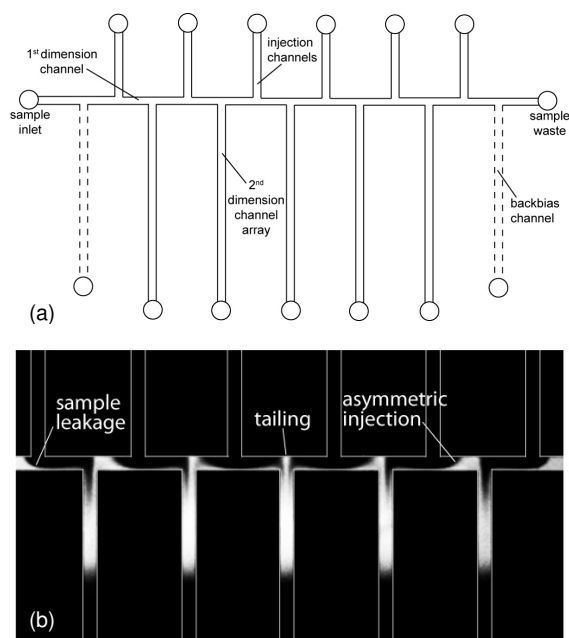 1st dimension
channel
injection
channels
sample
inlet
sample
waste
2nd
dimension
channel
array
backbias
channel
(a)
sample
leakage
tailing
asymmetric
injection
(b)